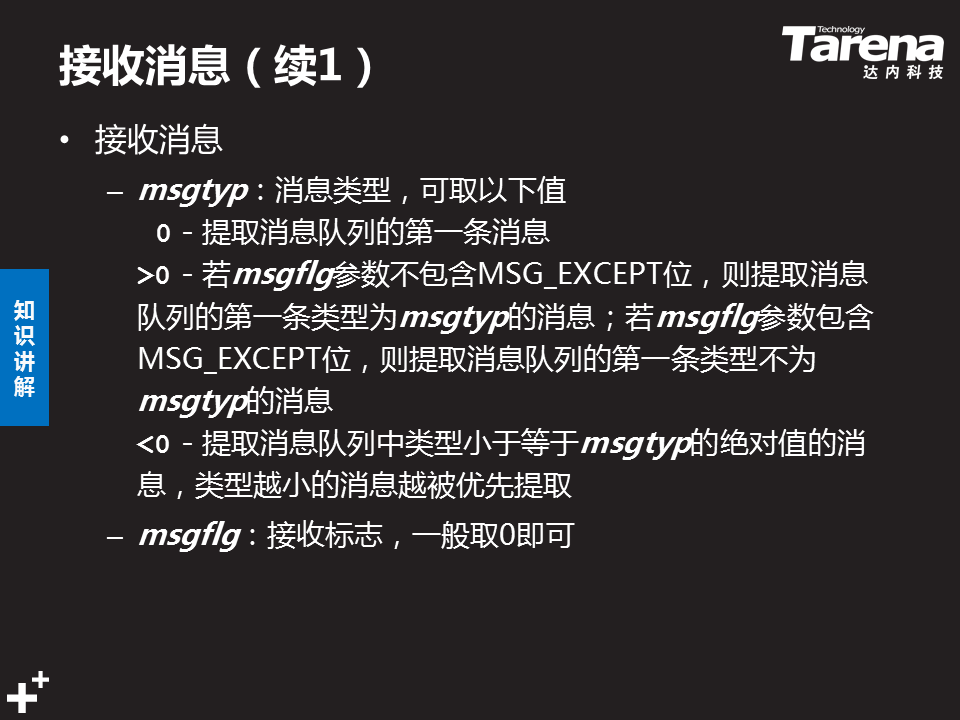 接收消息（续1）
Technology
Tarena
达内科技
• 接收消息
– msgtyp：消息类型，可取以下值
0 - 提取消息队列的第一条消息
>0 - 若msgflg参数不包含MSG_EXCEPT位，则提取消息
队列的第一条类型为msgtyp的消息；若msgflg参数包含
MSG_EXCEPT位，则提取消息队列的第一条类型不为
msgtyp的消息
<0 - 提取消息队列中类型小于等于msgtyp的绝对值的消
息，类型越小的消息越被优先提取
– msgflg：接收标志，一般取0即可
知
识
讲
解